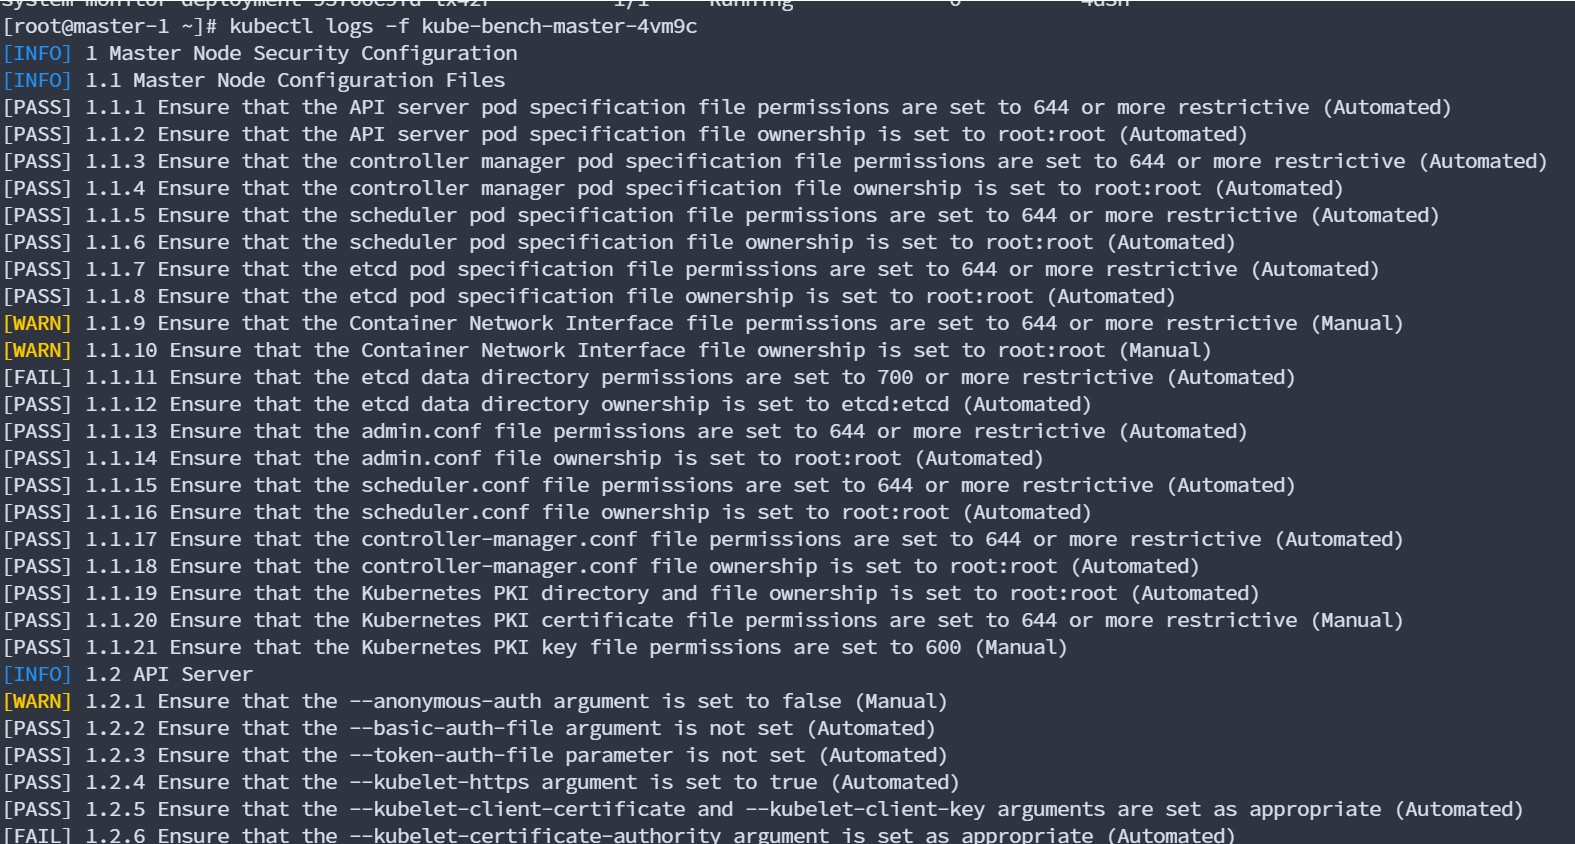 system-monitor-deployment 1/1 Running 0
[root@master-1 ~]# kubectl logs -f kube-bench-master-4vm9c
[INFO] 1 Master Node Security Configuration
[INFO] 1.1 Master Node Configuration Files
[PASS] 1.1.1 Ensure that the API server pod specification file permissions are set to 644 or more restrictive (Automated)
[PASS] 1.1.2 Ensure that the API server pod specification file ownership is set to root:root (Automated)
[PASS] 1.1.3 Ensure that the controller manager pod specification file permissions are set to 644 or more restrictive (Automated)
[PASS] 1.1.4 Ensure that the controller manager pod specification file ownership is set to root:root (Automated)
[PASS] 1.1.5 Ensure that the scheduler pod specification file permissions are set to 644 or more restrictive (Automated)
[PASS] 1.1.6 Ensure that the scheduler pod specification file ownership is set to root:root (Automated)
[PASS] 1.1.7 Ensure that the etcd pod specification file permissions are set to 644 or more restrictive (Automated)
[PASS] 1.1.8 Ensure that the etcd pod specification file ownership is set to root:root (Automated)
[WARN] 1.1.9 Ensure that the Container Network Interface file permissions are set to 644 or more restrictive (Manual)
[WARN] 1.1.10 Ensure that the Container Network Interface file ownership is set to root:root (Manual)
[FAIL] 1.1.11 Ensure that the etcd data directory permissions are set to 700 or more restrictive (Automated)
[PASS] 1.1.12 Ensure that the etcd data directory ownership is set to etcd:etcd (Automated)
[PASS] 1.1.13 Ensure that the admin.conf file permissions are set to 644 or more restrictive (Automated)
[PASS] 1.1.14 Ensure that the admin.conf file ownership is set to root:root (Automated)
[PASS] 1.1.15 Ensure that the scheduler.conf file permissions are set to 644 or more restrictive (Automated)
[PASS] 1.1.16 Ensure that the scheduler.conf file ownership is set to root:root (Automated)
[PASS] 1.1.17 Ensure that the controller-manager.conf file permissions are set to 644 or more restrictive (Automated)
[PASS] 1.1.18 Ensure that the controller-manager.conf file ownership is set to root:root (Automated)
[PASS] 1.1.19 Ensure that the Kubernetes PKI directory and file ownership is set to root:root (Automated)
[PASS] 1.1.20 Ensure that the Kubernetes PKI certificate file permissions are set to 644 or more restrictive (Manual)
[PASS] 1.1.21 Ensure that the Kubernetes PKI key file permissions are set to 600 (Manual)
[INFO] 1.2 API Server
[WARN] 1.2.1 Ensure that the --anonymous-auth argument is set to false (Manual)
[PASS] 1.2.2 Ensure that the --basic-auth-file argument is not set (Automated)
[PASS] 1.2.3 Ensure that the --token-auth-file parameter is not set (Automated)
[PASS] 1.2.4 Ensure that the --kubelet-https argument is set to true (Automated)
[PASS] 1.2.5 Ensure that the --kubelet-client-certificate and --kubelet-client-key arguments are set as appropriate (Automated)
[FAIL] 1.2.6 Ensure that the --kubelet-certificate-authority argument is set as appropriate (Automated)